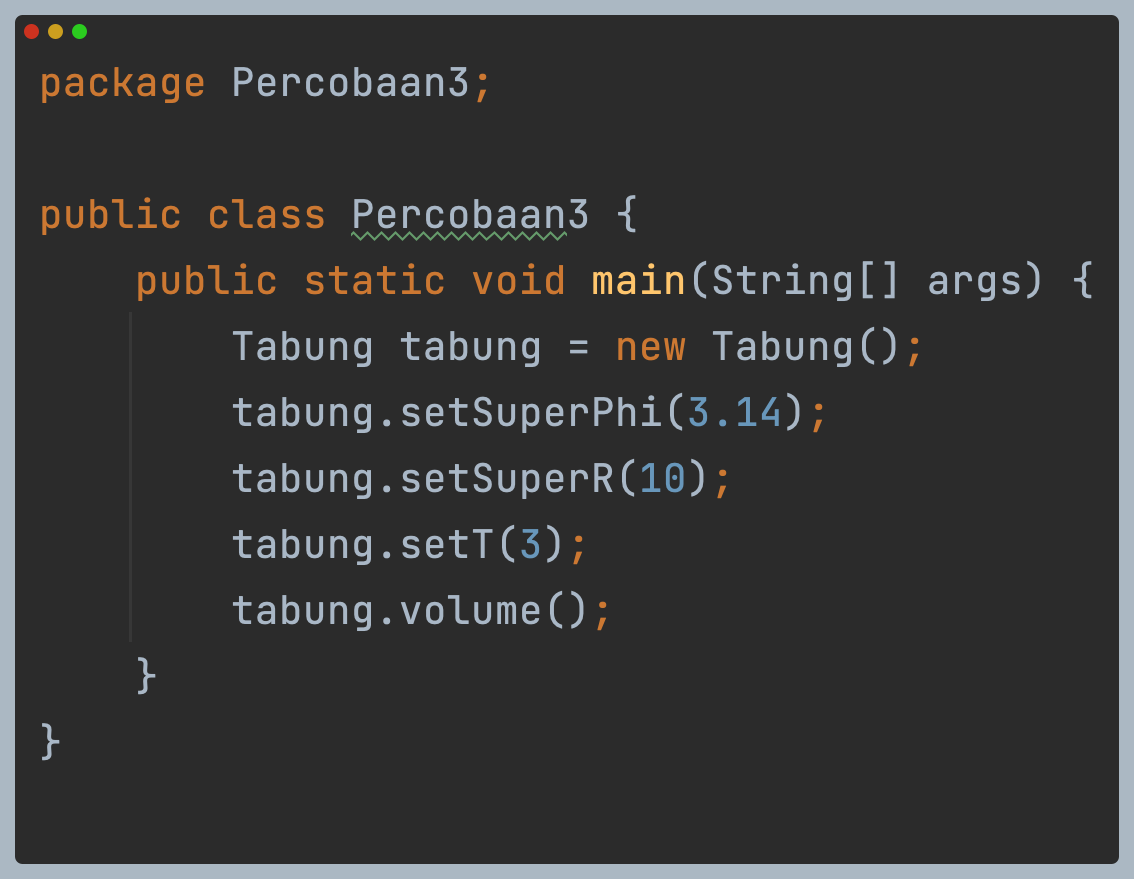 package Percobaan3;
public class Percobaan3 {
    public static void main(String[] args) {
        Tabung tabung = new Tabung();
        tabung.setSuperPhi(3.14);
        tabung.setSuperR(10);
        tabung.setT(3);
        tabung.volume();
    }
}